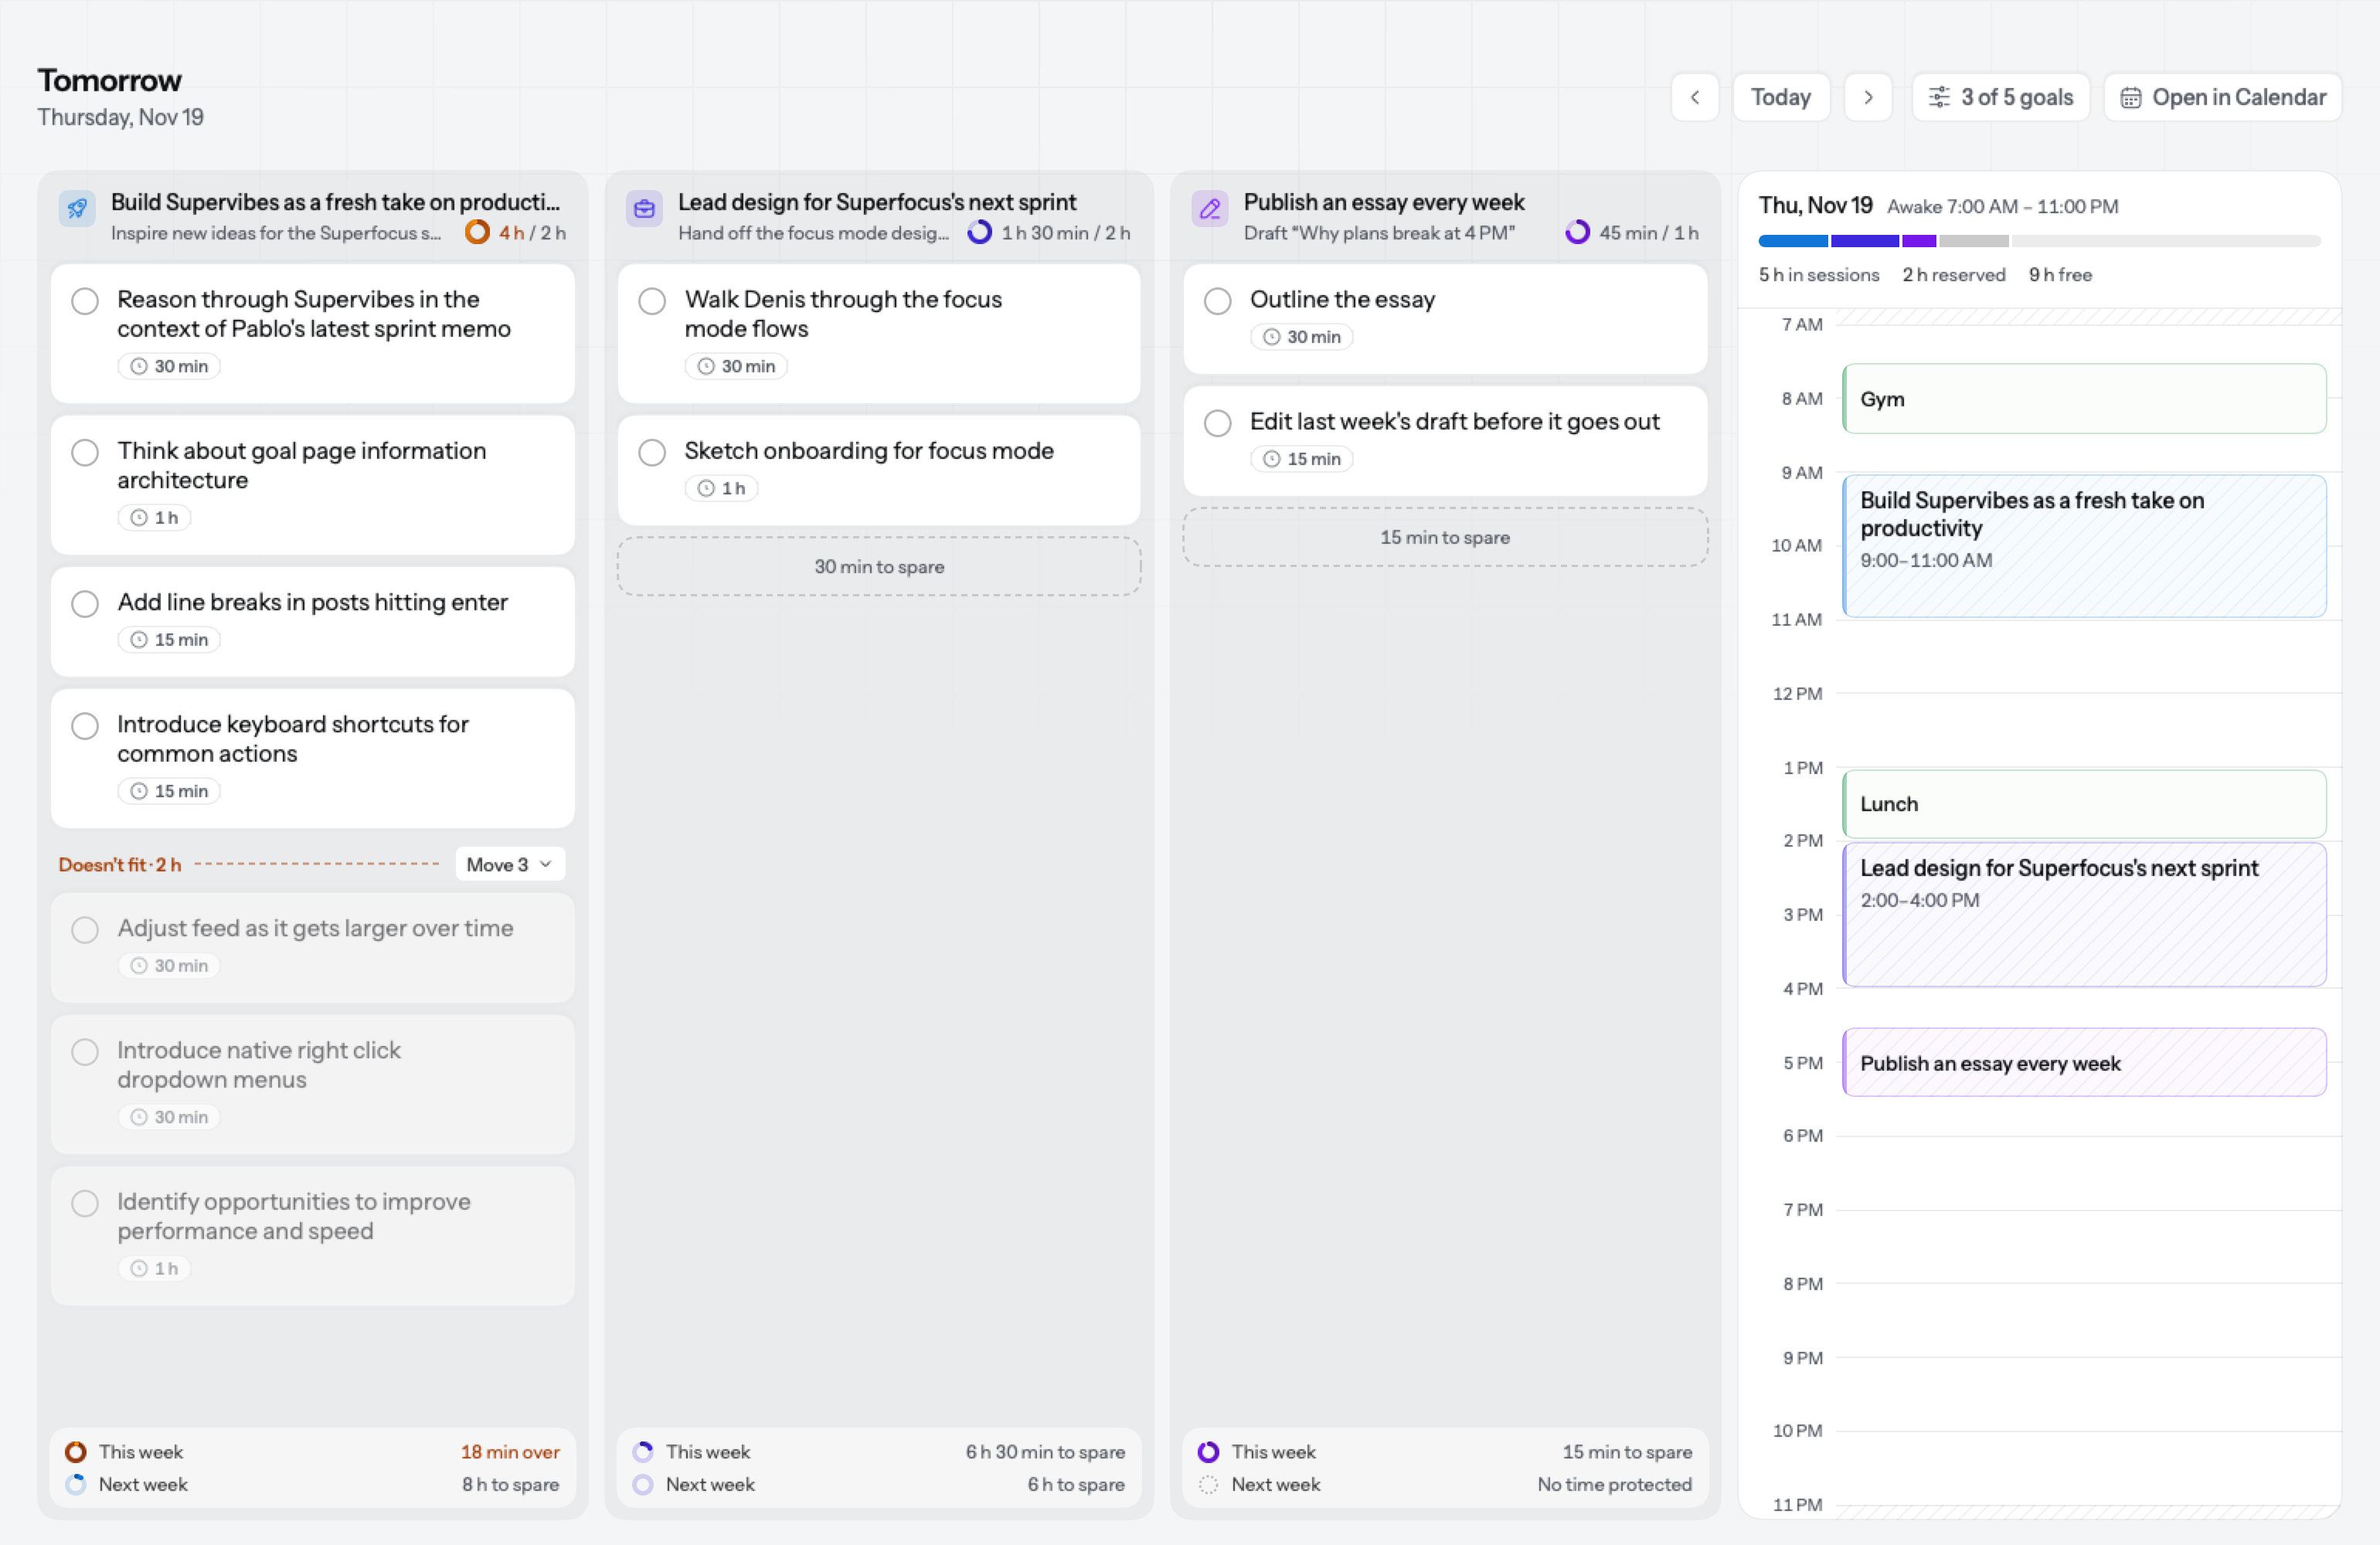 Tomorrow
Thursday, Nov 19
Today
3 of 5 goals
Open in Calendar
Build Supervibes as a fresh take on producti...
Inspire new ideas for the Superfocus s...
4 h / 2 h
Reason through Supervibes in the
context of Pablo's latest sprint memo
30 min
Think about goal page information
architecture
1 h
Add line breaks in posts hitting enter
15 min
Introduce keyboard shortcuts for
common actions
15 min
Doesn't fit · 2 h
Move 3
Adjust feed as it gets larger over time
30 min
Introduce native right click
dropdown menus
30 min
Identify opportunities to improve
performance and speed
1 h
This week
18 min over
Next week
8 h to spare
Lead design for Superfocus's next sprint
Hand off the focus mode desig...
1 h 30 min / 2 h
Walk Denis through the focus
mode flows
30 min
Sketch onboarding for focus mode
1 h
30 min to spare
This week
6 h 30 min to spare
Next week
6 h to spare
Publish an essay every week
Draft “Why plans break at 4 PM”
45 min / 1 h
Outline the essay
30 min
Edit last week's draft before it goes out
15 min
15 min to spare
This week
15 min to spare
Next week
No time protected
Thu, Nov 19
Awake 7:00 AM – 11:00 PM
5 h in sessions
2 h reserved
9 h free
7 AM
8 AM
Gym
9 AM
Build Supervibes as a fresh take on
productivity
10 AM
9:00–11:00 AM
11 AM
12 PM
1 PM
Lunch
2 PM
Lead design for Superfocus's next sprint
2:00–4:00 PM
3 PM
4 PM
5 PM
Publish an essay every week
6 PM
7 PM
8 PM
9 PM
10 PM
11 PM